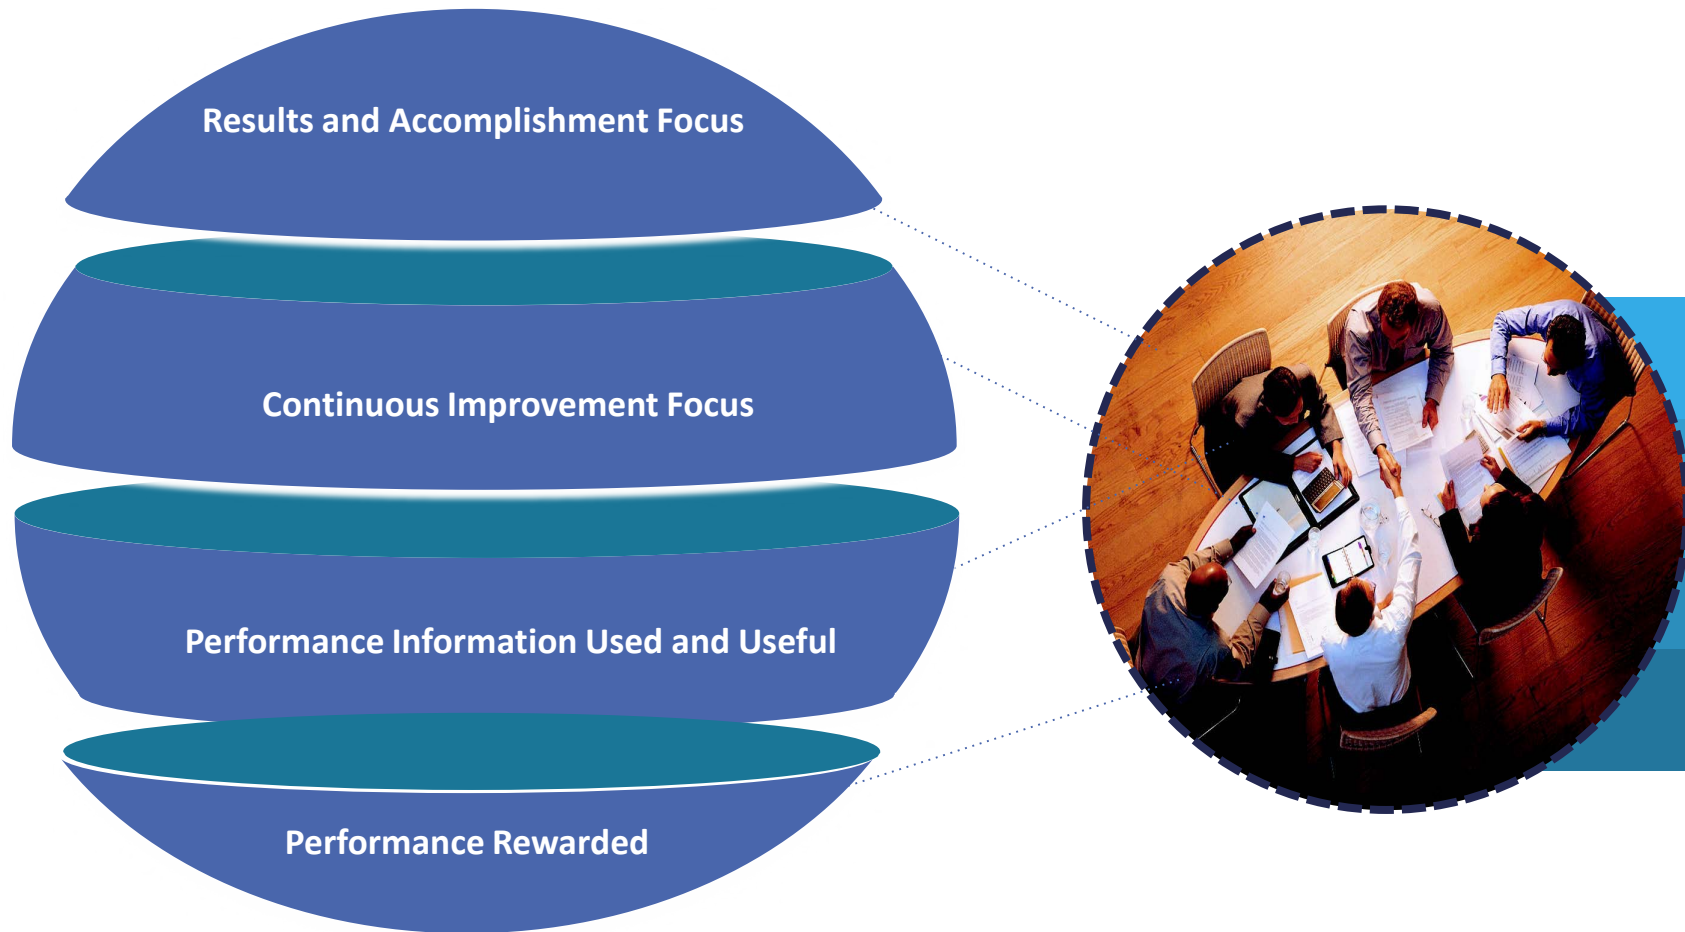 Results and Accomplishment Focus
Continuous Improvement Focus
Performance Information Used and Useful
Performance Rewarded